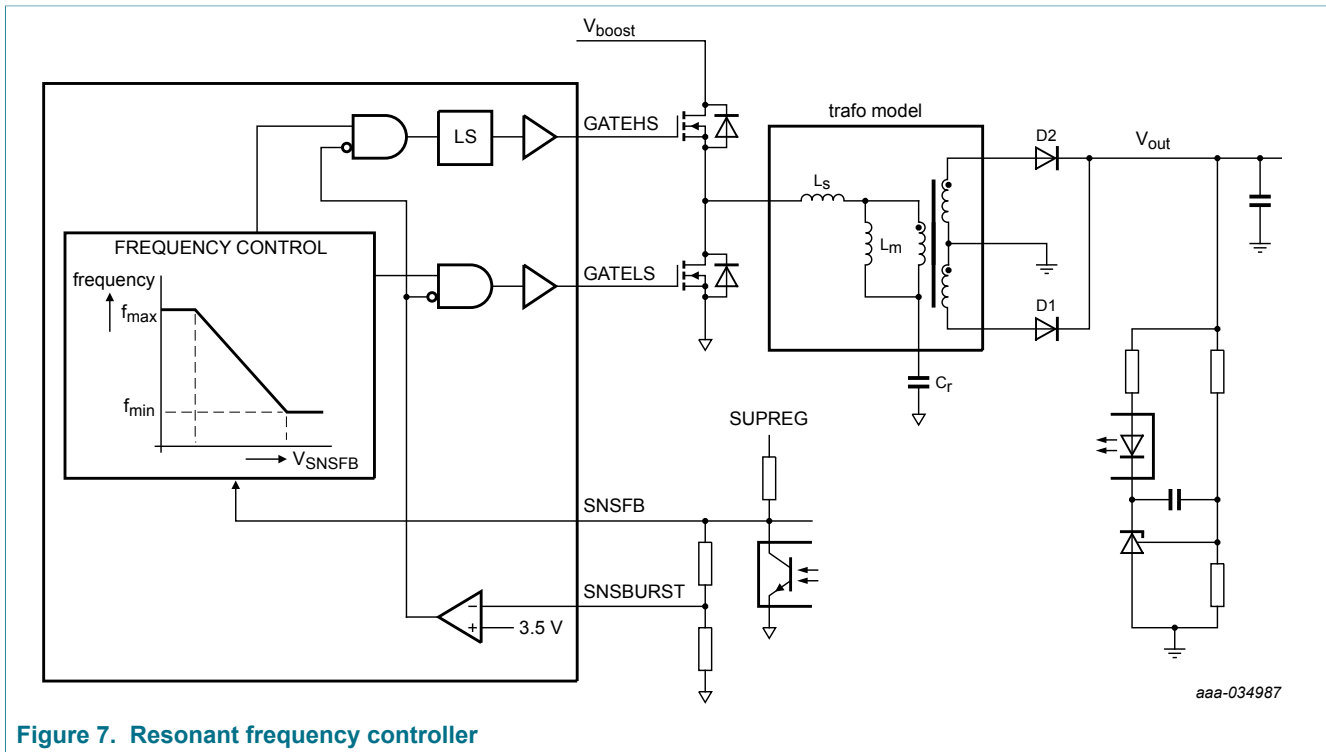 Vboost
trafo model
GATEHS
LS
D2
Vout
Ls
Lm
FREQUENCY CONTROL
frequency
fmax
fmin
VSNSFB
GATELS
D1
Cr
SUPREG
SNSFB
SNSBURST
3.5 V
aaa-034987
Figure 7. Resonant frequency controller